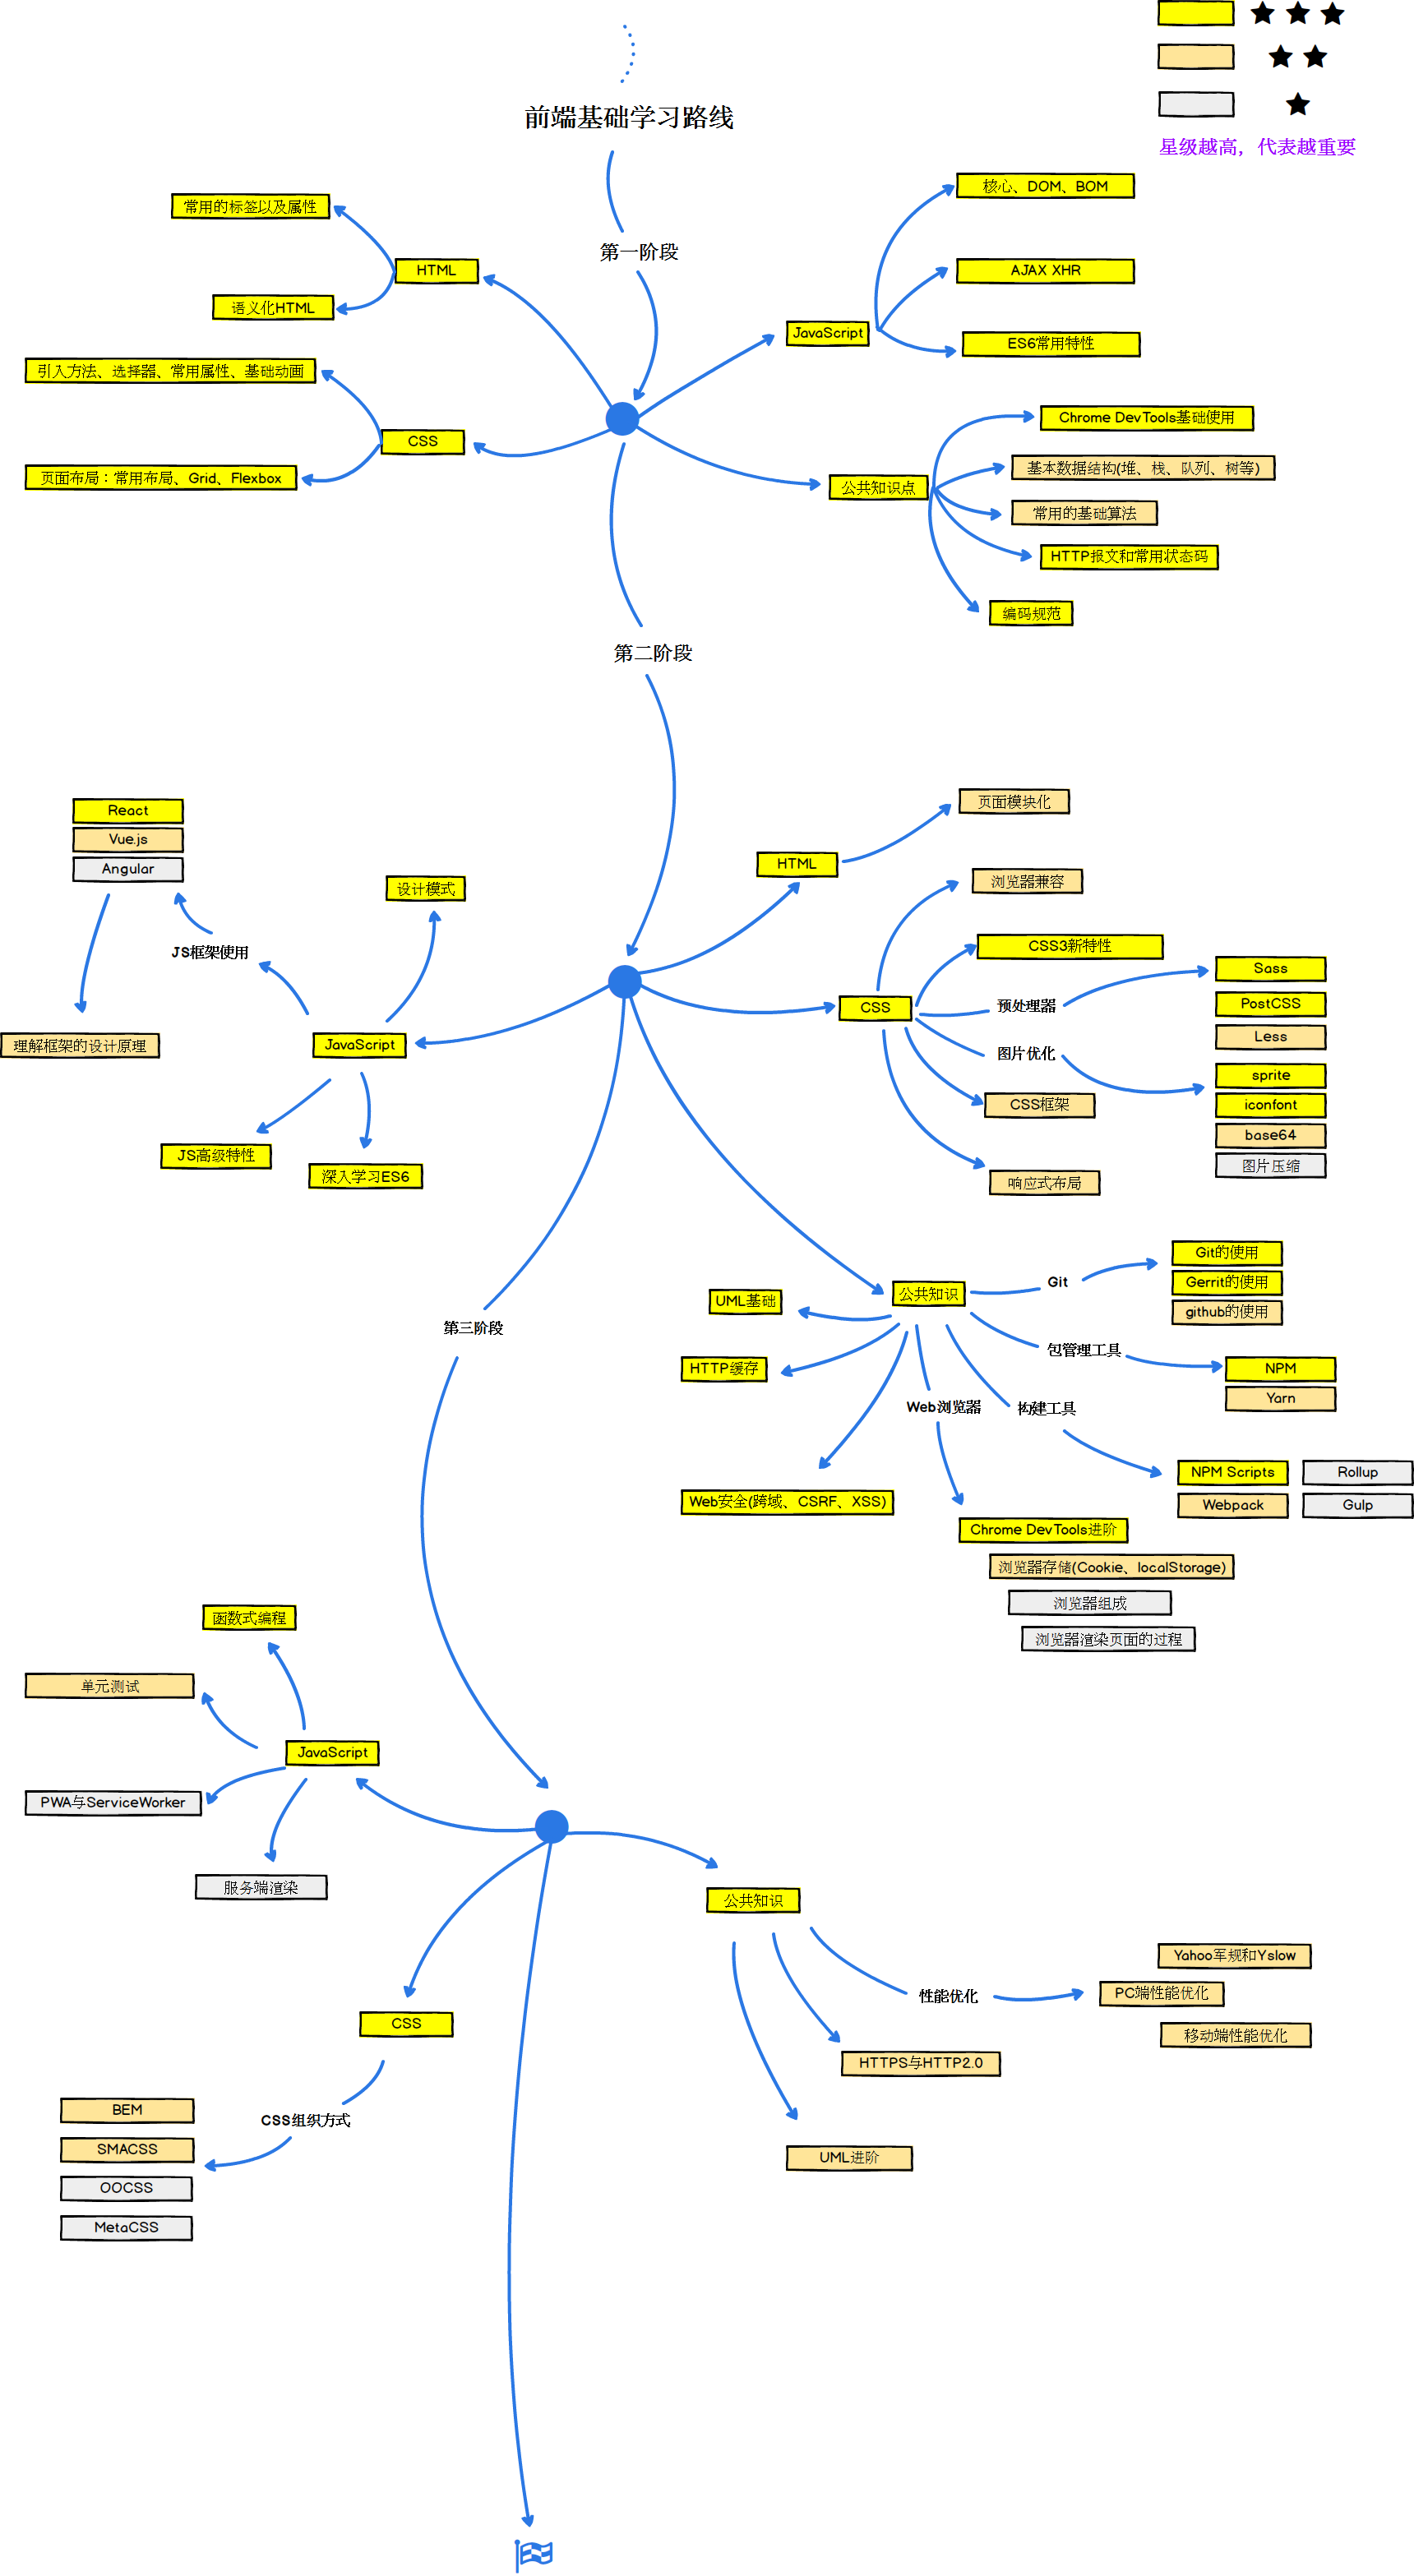 前端基础学习路线
星级越高，代表越重要
第一阶段
HTML
常用的标签以及属性
语义化HTML
CSS
引入方法、选择器、常用属性、基础动画
页面布局：常用布局、Grid、Flexbox
JavaScript
核心、DOM、BOM
AJAX XHR
ES6常用特性
公共知识点
Chrome DevTools基础使用
基本数据结构(堆、栈、队列、树等)
常用的基础算法
HTTP报文和常用状态码
编码规范
第二阶段
HTML
页面模块化
CSS
浏览器兼容
CSS3新特性
预处理器
Sass
PostCSS
Less
图片优化
sprite
iconfont
base64
图片压缩
CSS框架
响应式布局
JavaScript
设计模式
JS框架使用
React
Vue.js
Angular
理解框架的设计原理
JS高级特性
深入学习ES6
公共知识
Git
Git的使用
Gerrit的使用
github的使用
包管理工具
NPM
Yarn
构建工具
NPM Scripts
Rollup
Webpack
Gulp
Web浏览器
Chrome DevTools进阶
浏览器存储(Cookie、localStorage)
浏览器组成
浏览器渲染页面的过程
UML基础
HTTP缓存
Web安全(跨域、CSRF、XSS)
第三阶段
JavaScript
函数式编程
单元测试
PWA与ServiceWorker
服务端渲染
CSS
CSS组织方式
BEM
SMACSS
OOCSS
MetaCSS
公共知识
性能优化
Yahoo军规和Yslow
PC端性能优化
移动端性能优化
HTTPS与HTTP2.0
UML进阶